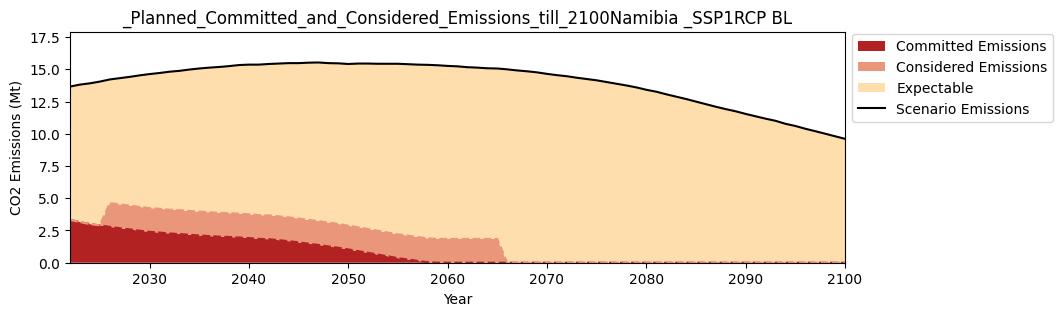 _Planned_Committed_and_Considered_Emissions_till_2100Namibia _SSP1RCP BL
17.5
15.0
12.5
10.0
7.5
5.0
2.5
0.0
CO2 Emissions (Mt)
2030
2040
2050
2060
2070
2080
2090
2100
Year
Committed Emissions
Considered Emissions
Expectable
Scenario Emissions